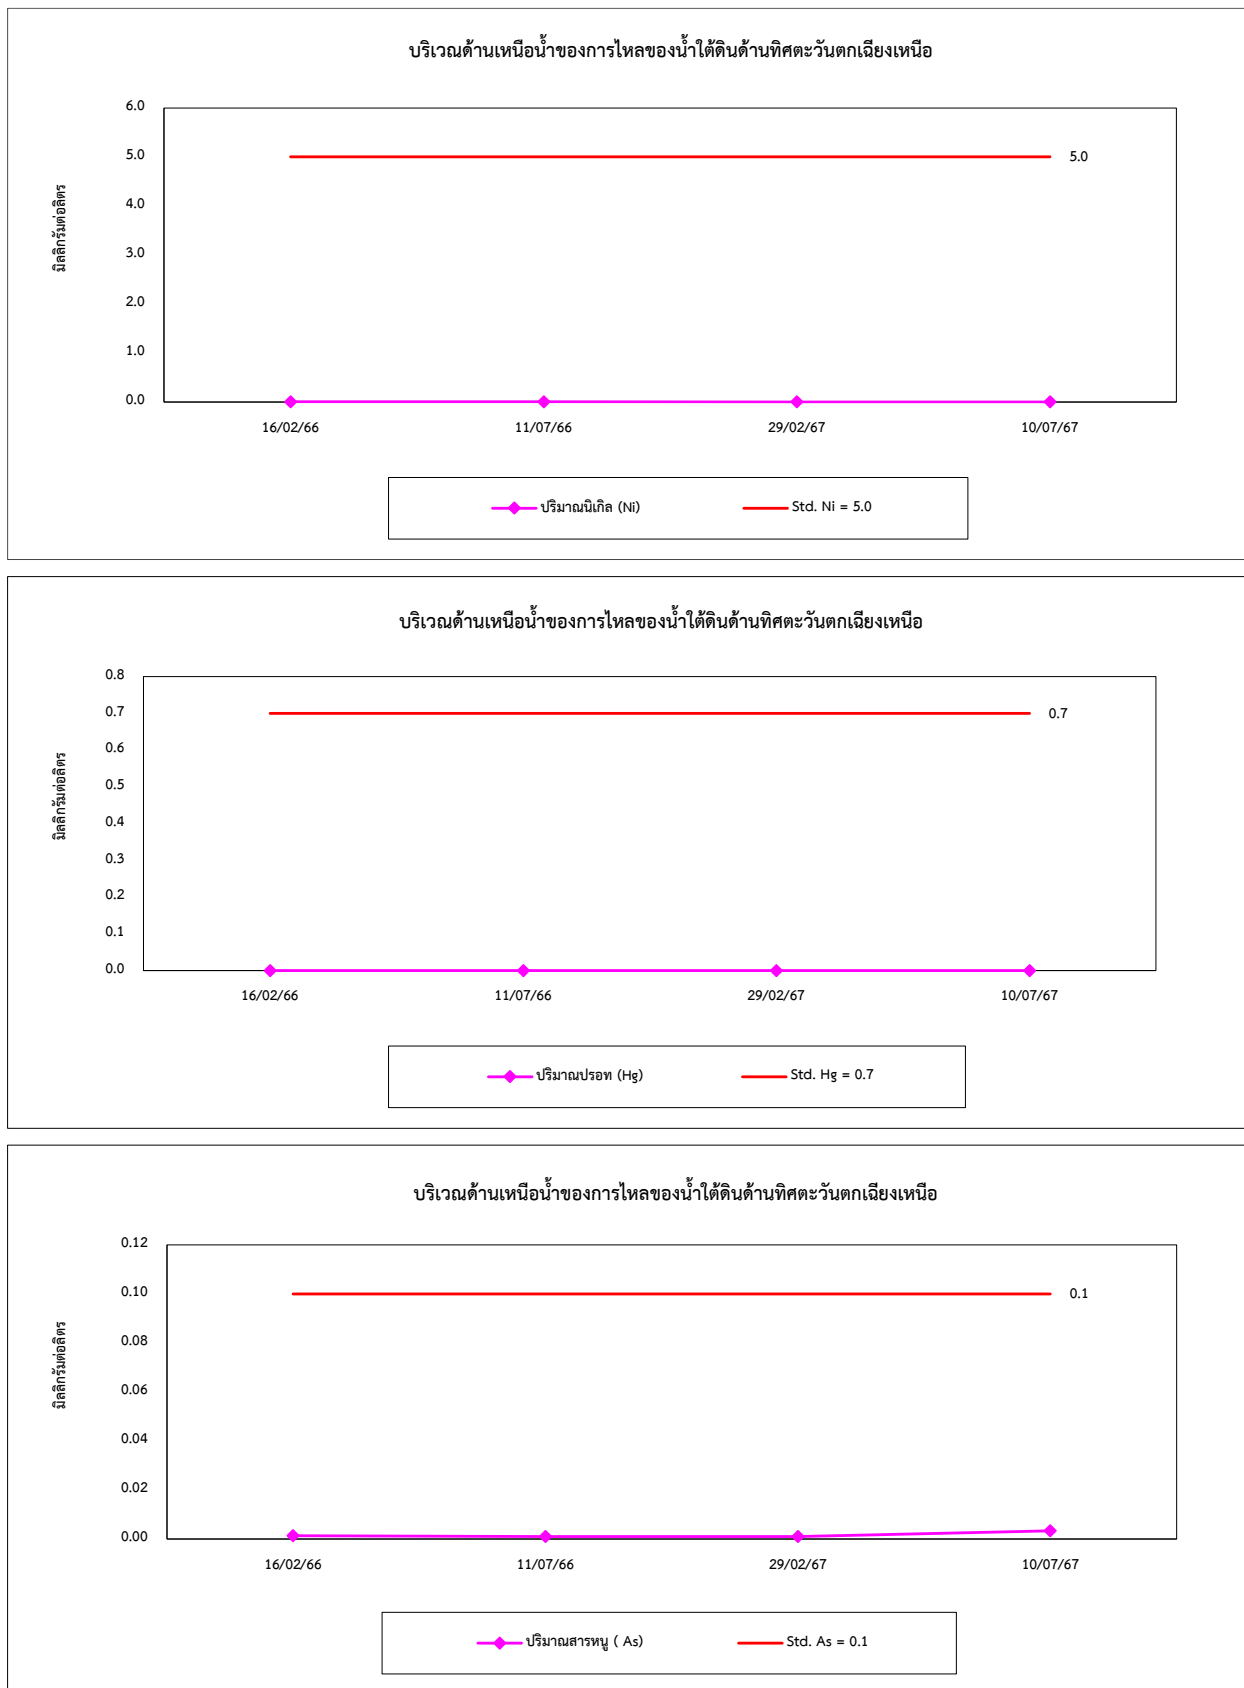 บริเวณด้านเหนือน้ำของการไหลของน้ำใต้ดินด้านทิศตะวันตกเฉียงเหนือ
มิลลิกรัมต่อลิตร
6.0
5.0
4.0
3.0
2.0
1.0
0.0
5.0
16/02/66 11/07/66 29/02/67 10/07/67
ปริมาณนิเกิล (Ni) Std. Ni = 5.0
บริเวณด้านเหนือน้ำของการไหลของน้ำใต้ดินด้านทิศตะวันตกเฉียงเหนือ
มิลลิกรัมต่อลิตร
0.8
0.7
0.6
0.5
0.4
0.3
0.2
0.1
0.0
0.7
16/02/66 11/07/66 29/02/67 10/07/67
ปริมาณปรอท (Hg) Std. Hg = 0.7
บริเวณด้านเหนือน้ำของการไหลของน้ำใต้ดินด้านทิศตะวันตกเฉียงเหนือ
มิลลิกรัมต่อลิตร
0.12
0.10
0.08
0.06
0.04
0.02
0.00
0.1
16/02/66 11/07/66 29/02/67 10/07/67
ปริมาณสารหนู ( As) Std. As = 0.1